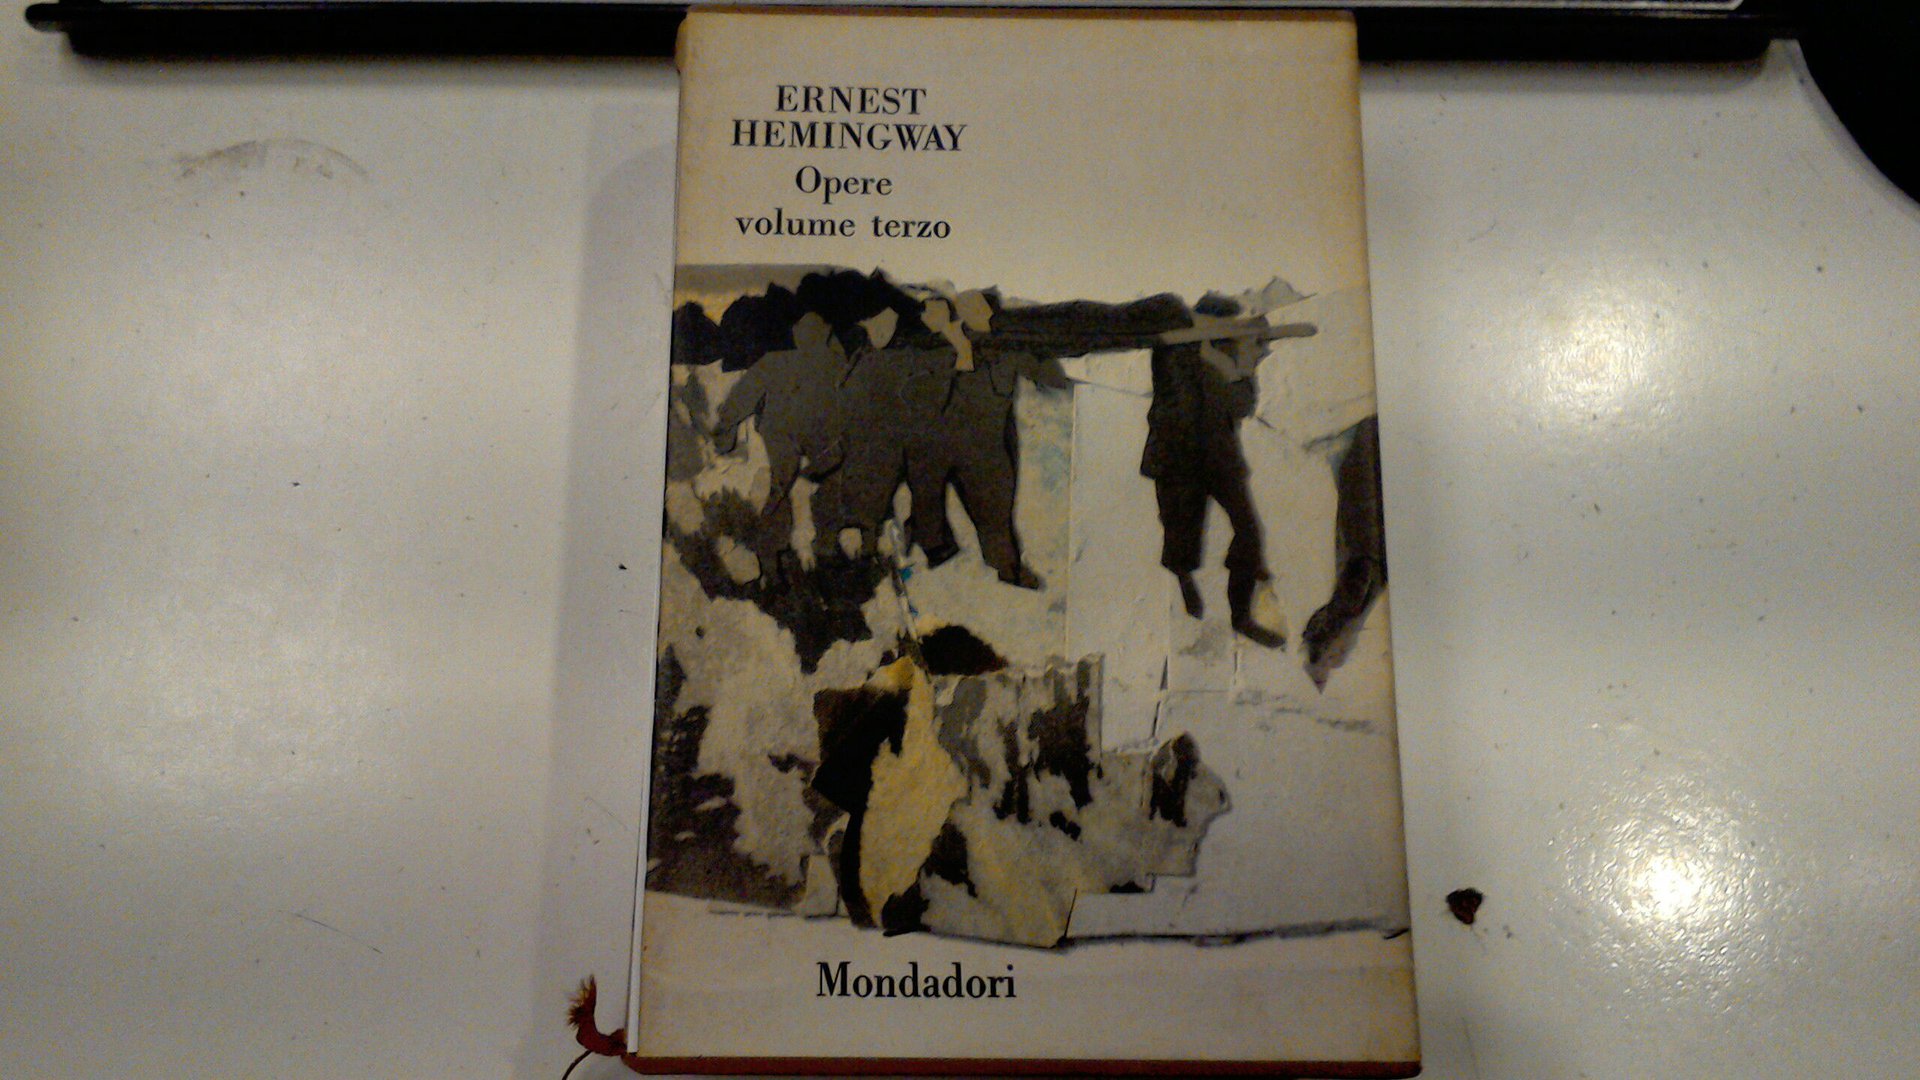 ERNEST
HEMINGWAY
Opere
volume terzo
Mondadori